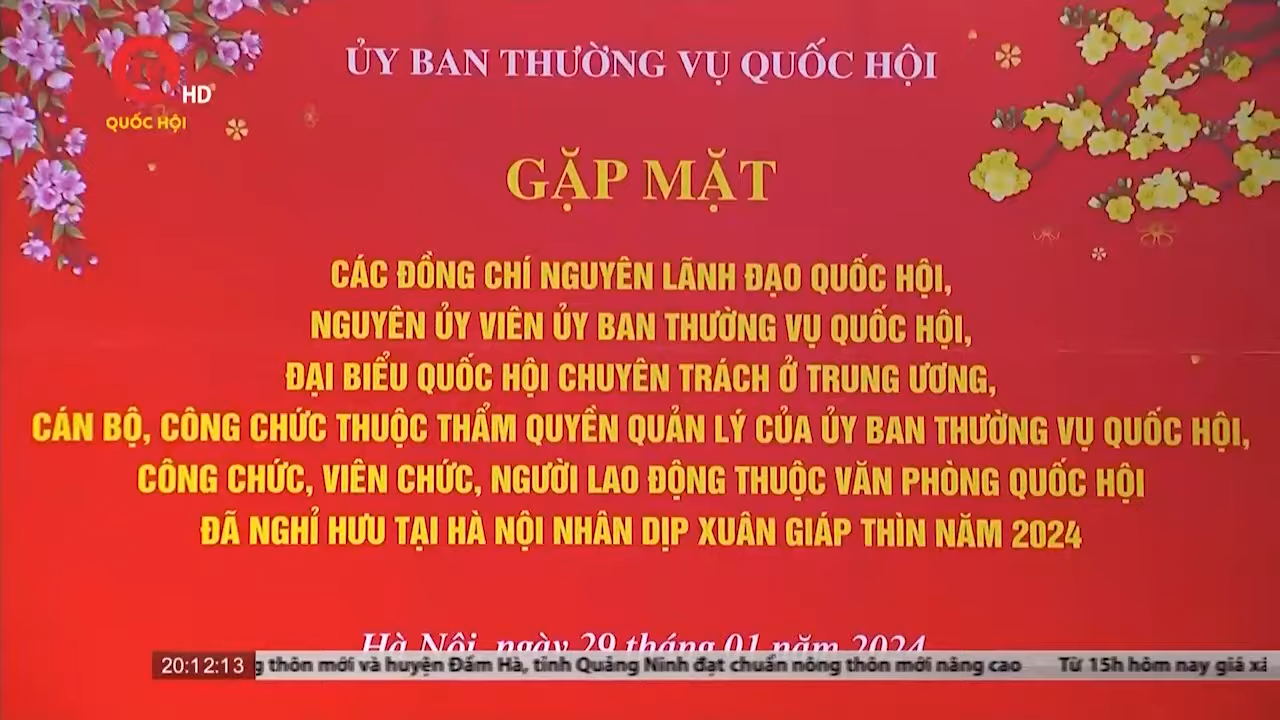 ỦY BAN THƯỜNG VỤ QUỐC HỘI
HD
QUỐC HỘI
GẶP MẶT
CÁC ĐỒNG CHÍ NGUYÊN LÃNH ĐẠO QUỐC HỘI,
NGUYÊN ỦY VIÊN ỦY BAN THƯỜNG VỤ QUỐC HỘI,
ĐẠI BIỂU QUỐC HỘI CHUYÊN TRÁCH Ở TRUNG ƯƠNG,
CÁN BỘ, CÔNG CHỨC THUỘC THẨM QUYỀN QUẢN LÝ CỦA ỦY BAN THƯỜNG VỤ QUỐC HỘI,
CÔNG CHỨC, VIÊN CHỨC, NGƯỜI LAO ĐỘNG THUỘC VĂN PHÒNG QUỐC HỘI
ĐÃ NGHỈ HƯU TẠI HÀ NỘI NHÂN DỊP XUÂN GIÁP THÌN NĂM 2024
Hà Nội, ngày 29 tháng 01 năm 2024
20:12:13 g thôn mới và huyện Đầm Hà, tỉnh Quảng Ninh đạt chuẩn nông thôn mới nâng cao Từ 15h hôm nay giá xă